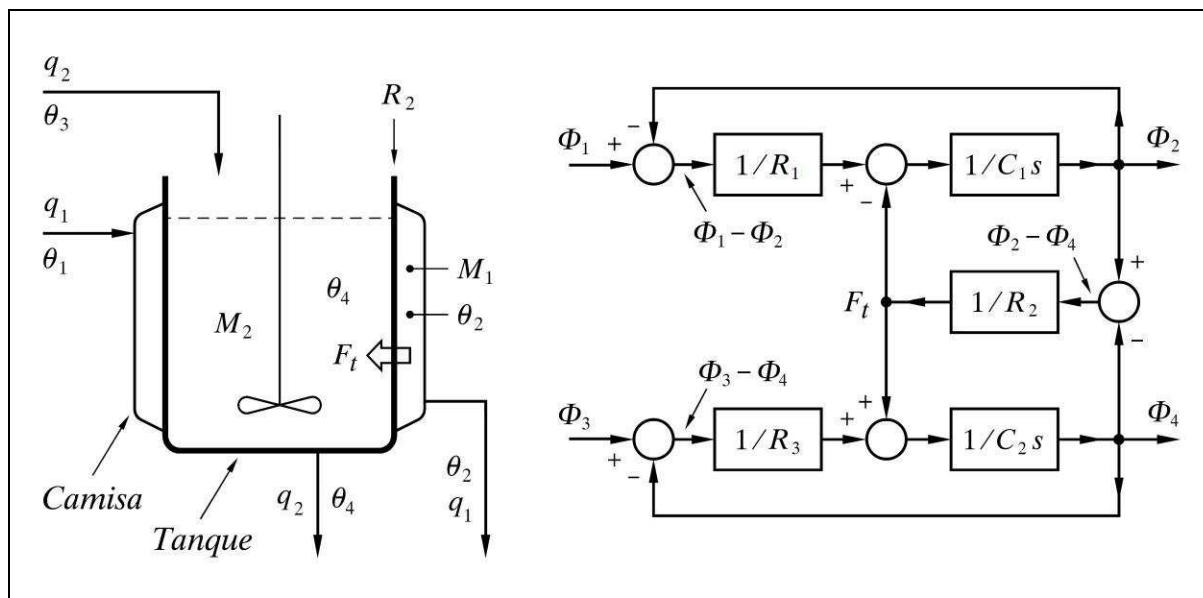 q₂
θ₃
R₂
q₁
θ₁
M₁
θ₄
θ₂
M₂
Fₜ
Camisa
Tanque
q₂ θ₄
θ₂
q₁
Φ₁ + −
1/R₁
+ −
1/C₁s
Φ₂
Φ₁ − Φ₂
Φ₂ − Φ₄
+
Fₜ
1/R₂
−
Φ₃ − Φ₄
Φ₃
+ −
1/R₃
+ +
1/C₂s
Φ₄